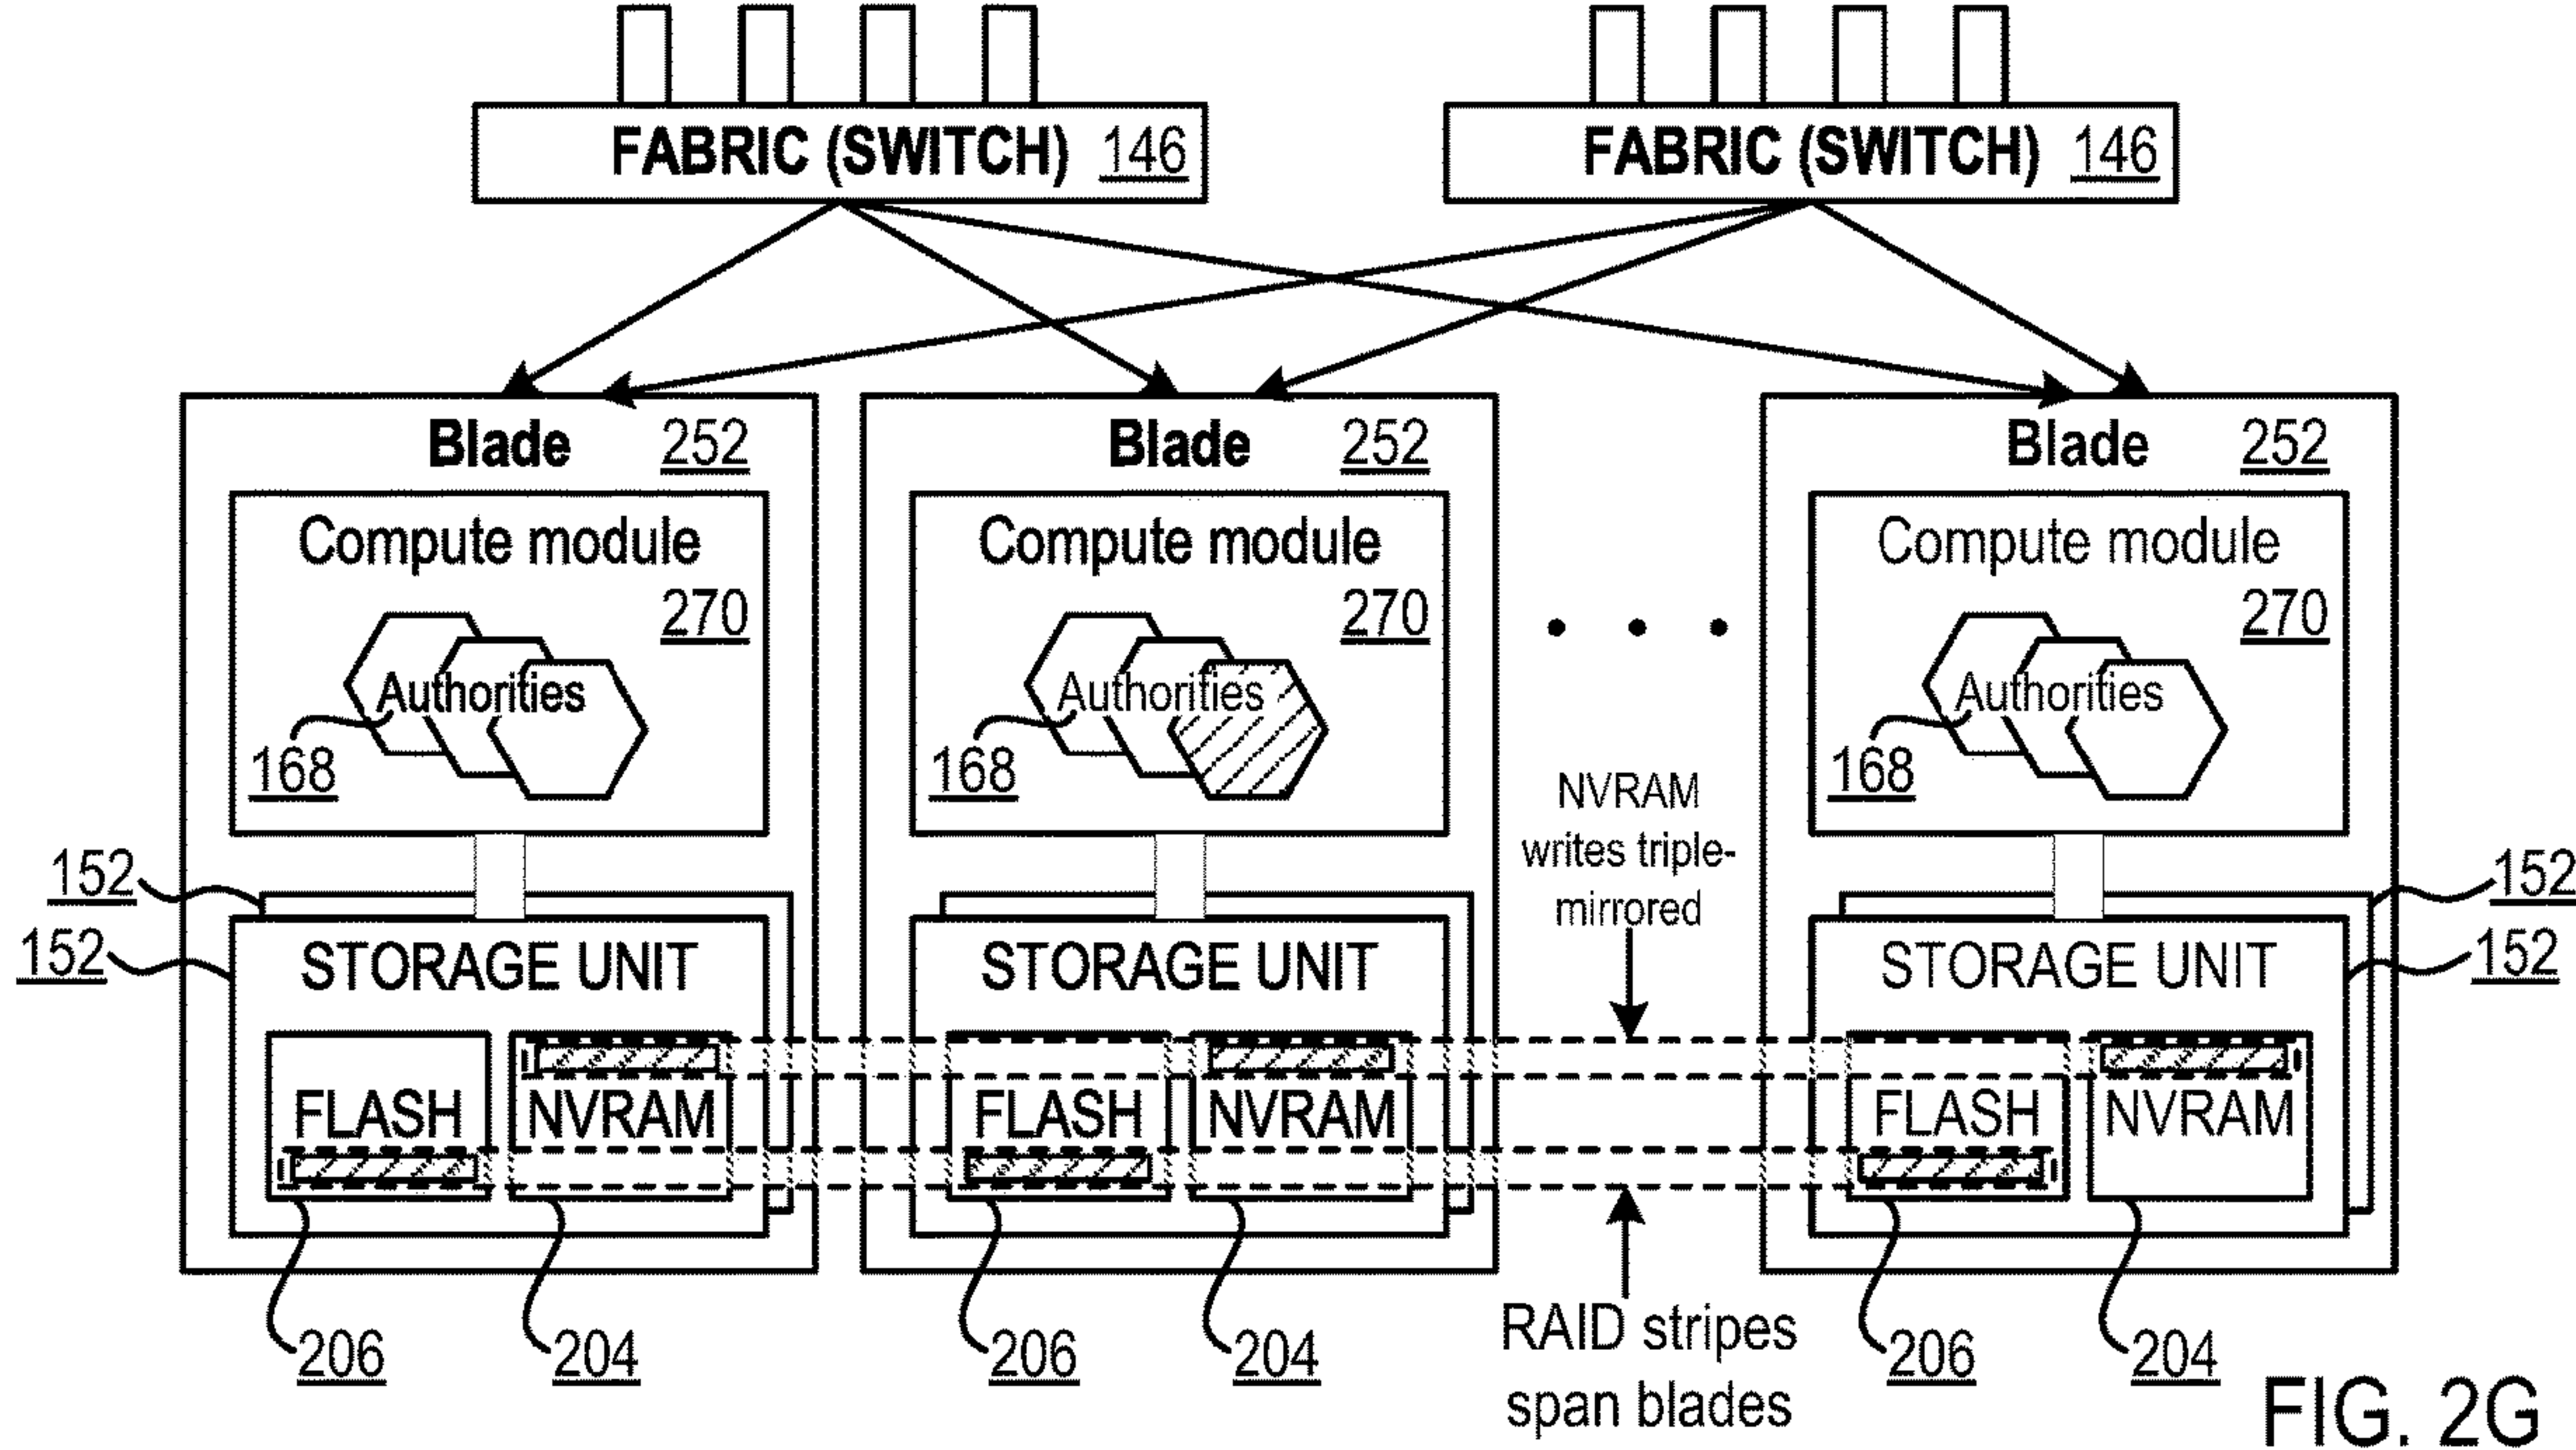 FABRIC (SWITCH) 146
FABRIC (SWITCH) 146
Blade 252
Compute module
270
Authorities
168
152
152
STORAGE UNIT
FLASH
NVRAM
206
204
Blade 252
Compute module
270
Authorities
168
STORAGE UNIT
FLASH
NVRAM
206
204
NVRAM
writes triple-
mirrored
RAID stripes
span blades
Blade 252
Compute module
270
Authorities
168
152
152
STORAGE UNIT
FLASH
NVRAM
206
204
FIG. 2G